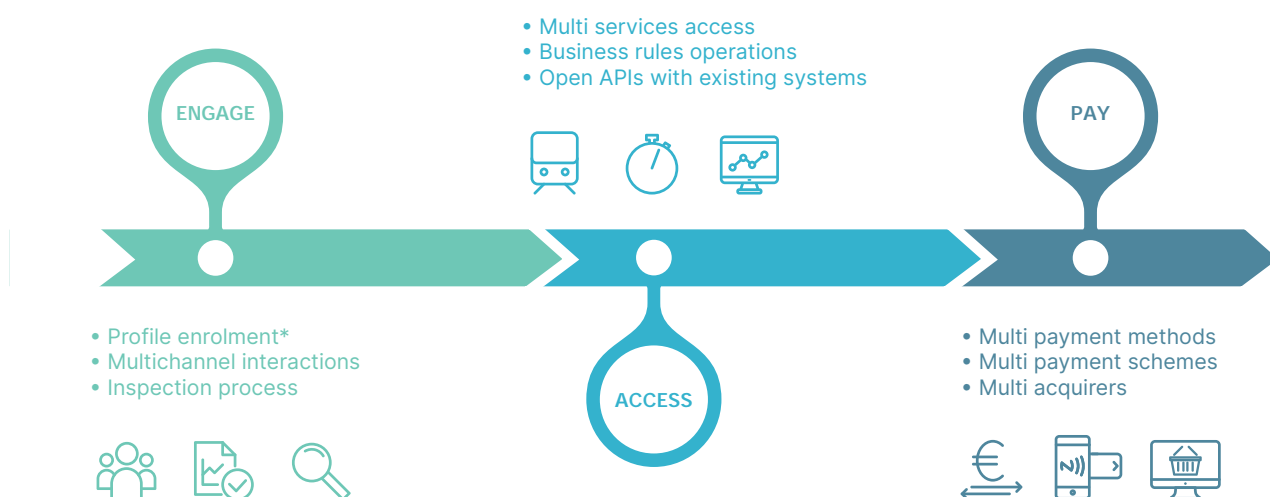 ENGAGE
• Profile enrolment*
• Multichannel interactions
• Inspection process
• Multi services access
• Business rules operations
• Open APIs with existing systems
ACCESS
PAY
• Multi payment methods
• Multi payment schemes
• Multi acquirers